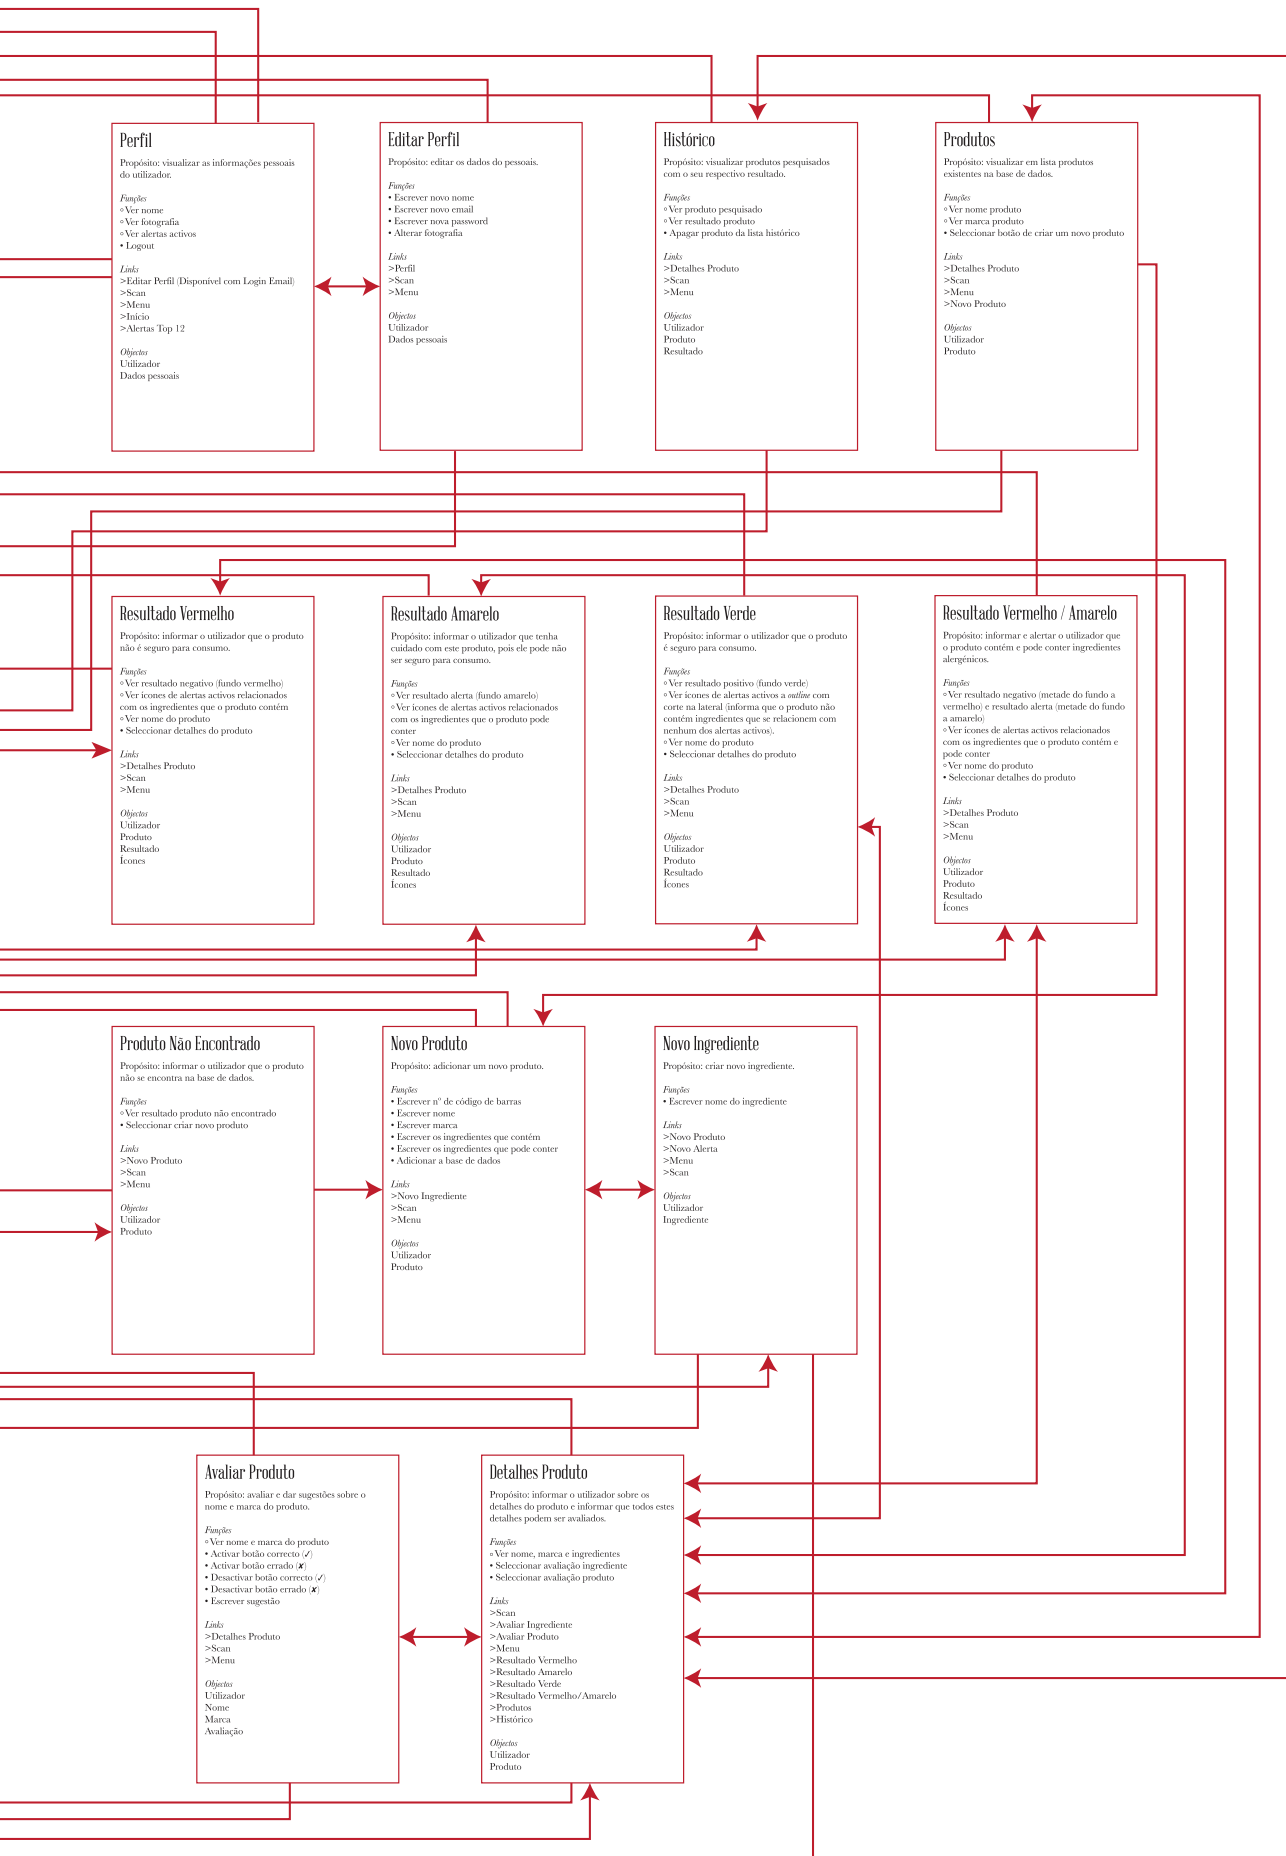 Perfil
Propósito: visualizar as informações pessoais
do utilizador.
Funções
◦ Ver nome
◦ Ver fotografia
◦ Ver alertas activos
• Logout
Links
>Editar Perfil (Disponível com Login Email)
>Scan
>Menu
>Início
>Alertas Top 12
Objectos
Utilizador
Dados pessoais
Editar Perfil
Propósito: editar os dados do pessoais.
Funções
• Escrever novo nome
• Escrever novo email
• Escrever nova password
• Alterar fotografia
Links
>Perfil
>Scan
>Menu
Objectos
Utilizador
Dados pessoais
Histórico
Propósito: visualizar produtos pesquisados
com o seu respectivo resultado.
Funções
◦ Ver produto pesquisado
◦ Ver resultado produto
• Apagar produto da lista histórico
Links
>Detalhes Produto
>Scan
>Menu
Objectos
Utilizador
Produto
Resultado
Produtos
Propósito: visualizar em lista produtos
existentes na base de dados.
Funções
◦ Ver nome produto
◦ Ver marca produto
• Seleccionar botão de criar um novo produto
Links
>Detalhes Produto
>Scan
>Menu
>Novo Produto
Objectos
Utilizador
Produto
Resultado Vermelho
Propósito: informar o utilizador que o produto
não é seguro para consumo.
Funções
◦ Ver resultado negativo (fundo vermelho)
◦ Ver ícones de alertas activos relacionados
com os ingredientes que o produto contém
◦ Ver nome do produto
• Seleccionar detalhes do produto
Links
>Detalhes Produto
>Scan
>Menu
Objectos
Utilizador
Produto
Resultado
Ícones
Resultado Amarelo
Propósito: informar o utilizador que tenha
cuidado com este produto, pois ele pode não
ser seguro para consumo.
Funções
◦ Ver resultado alerta (fundo amarelo)
◦ Ver ícones de alertas activos relacionados
com os ingredientes que o produto pode
conter
◦ Ver nome do produto
• Seleccionar detalhes do produto
Links
>Detalhes Produto
>Scan
>Menu
Objectos
Utilizador
Produto
Resultado
Ícones
Resultado Verde
Propósito: informar o utilizador que o produto
é seguro para consumo.
Funções
◦ Ver resultado positivo (fundo verde)
◦ Ver ícones de alertas activos a outline com
corte na lateral (informa que o produto não
contém ingredientes que se relacionem com
nenhum dos alertas activos).
◦ Ver nome do produto
• Seleccionar detalhes do produto
Links
>Detalhes Produto
>Scan
>Menu
Objectos
Utilizador
Produto
Resultado
Ícones
Resultado Vermelho / Amarelo
Propósito: informar e alertar o utilizador que
o produto contém e pode conter ingredientes
alergénicos.
Funções
◦ Ver resultado negativo (metade do fundo a
vermelho) e resultado alerta (metade do fundo
a amarelo)
◦ Ver ícones de alertas activos relacionados
com os ingredientes que o produto contém e
pode conter
◦ Ver nome do produto
• Seleccionar detalhes do produto
Links
>Detalhes Produto
>Scan
>Menu
Objectos
Utilizador
Produto
Resultado
Ícones
Produto Não Encontrado
Propósito: informar o utilizador que o produto
não se encontra na base de dados.
Funções
◦ Ver resultado produto não encontrado
• Seleccionar criar novo produto
Links
>Novo Produto
>Scan
>Menu
Objectos
Utilizador
Produto
Novo Produto
Propósito: adicionar um novo produto.
Funções
• Escrever nº de código de barras
• Escrever nome
• Escrever marca
• Escrever os ingredientes que contém
• Escrever os ingredientes que pode conter
• Adicionar a base de dados
Links
>Novo Ingrediente
>Scan
>Menu
Objectos
Utilizador
Produto
Novo Ingrediente
Propósito: criar novo ingrediente.
Funções
• Escrever nome do ingrediente
Links
>Novo Produto
>Novo Alerta
>Menu
>Scan
Objectos
Utilizador
Ingrediente
Avaliar Produto
Propósito: avaliar e dar sugestões sobre o
nome e marca do produto.
Funções
◦ Ver nome e marca do produto
• Activar botão correcto (✓)
• Activar botão errado (✘)
• Desactivar botão correcto (✓)
• Desactivar botão errado (✘)
• Escrever sugestão
Links
>Detalhes Produto
>Scan
>Menu
Objectos
Utilizador
Nome
Marca
Avaliação
Detalhes Produto
Propósito: informar o utilizador sobre os
detalhes do produto e informar que todos estes
detalhes podem ser avaliados.
Funções
◦ Ver nome, marca e ingredientes
• Seleccionar avaliação ingrediente
• Seleccionar avaliação produto
Links
>Scan
>Avaliar Ingrediente
>Avaliar Produto
>Menu
>Resultado Vermelho
>Resultado Amarelo
>Resultado Verde
>Resultado Vermelho/Amarelo
>Produtos
>Histórico
Objectos
Utilizador
Produto